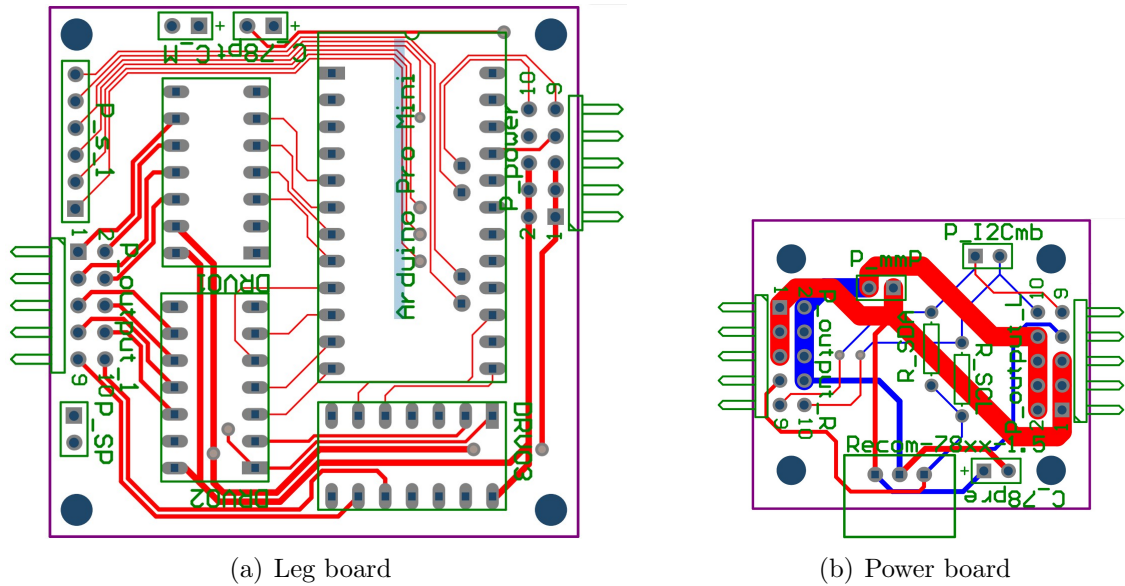 C_M
+
C_78pt
+
P_s_1
Arduino Pro Mini
10
9
P_power
2
1
1
2
P_output_1
9
10
DRV01
DRV02
DRV03
P_SP
(a) Leg board
P_I2Cmb
P_mmP
1
2
P_output_R
9
10
R_SDA
R_SCL
10
9
P_output_L
2
1
Recom-78xx-1.5
+
C_78pre
(b) Power board